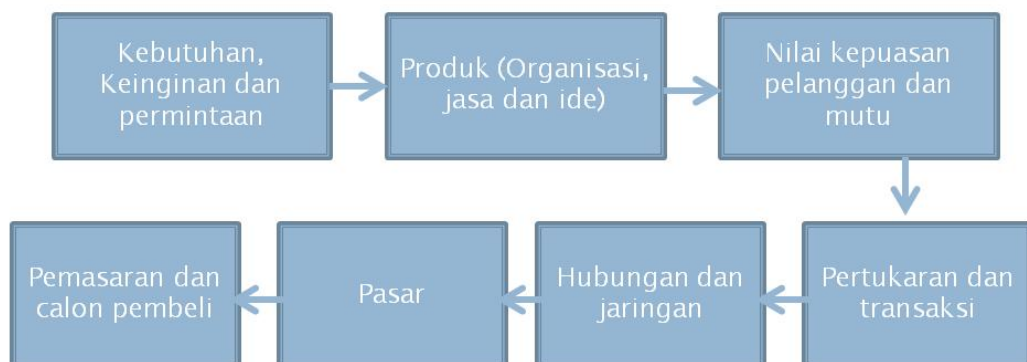 Kebutuhan,
Keinginan dan
permintaan
Produk (Organisasi,
jasa dan ide)
Nilai kepuasan
pelanggan dan
mutu
Pertukaran dan
transaksi
Hubungan dan
jaringan
Pasar
Pemasaran dan
calon pembeli